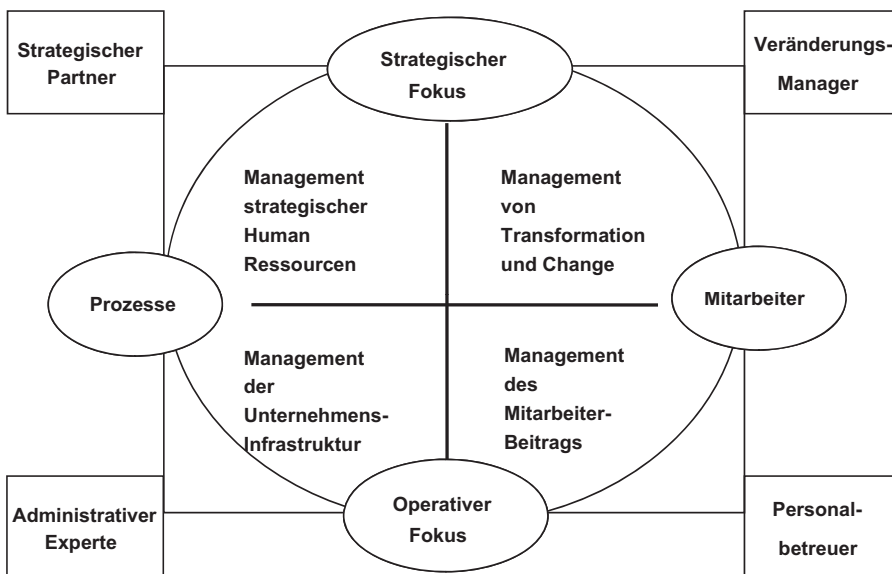 Strategischer
Partner
Strategischer
Fokus
Veränderungs-
Manager
Management
strategischer
Human
Ressourcen
Management
von
Transformation
und Change
Prozesse
Mitarbeiter
Management
der
Unternehmens-
Infrastruktur
Management
des
Mitarbeiter-
Beitrags
Administrativer
Experte
Operativer
Fokus
Personal-
betreuer